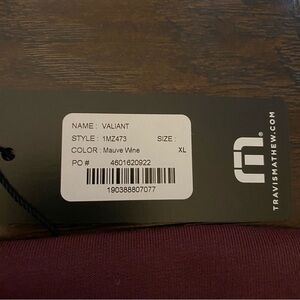 NAME : VALIANT
STYLE : 1MZ473 SIZE :
COLOR : Mauve Wine XL
PO # 4601620922
190388807077
TRAVISMATHEW.COM